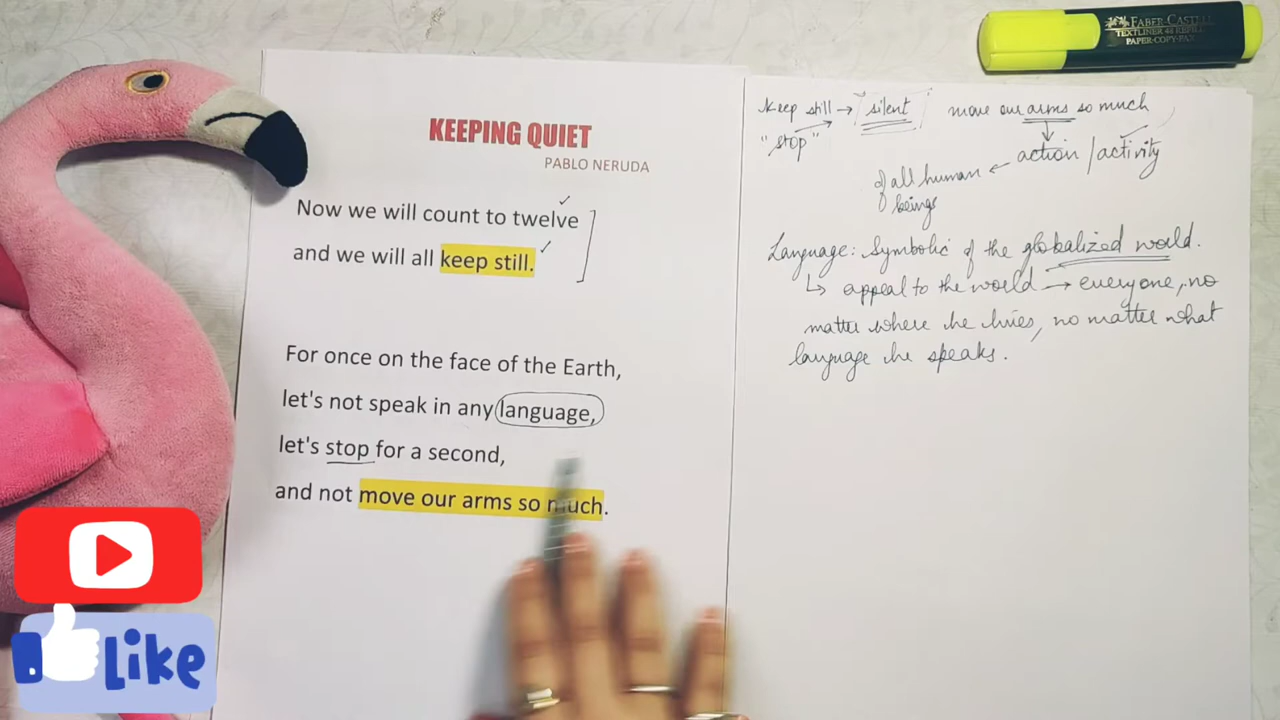 KEEPING QUIET
PABLO NERUDA
Now we will count to twelve
and we will all keep still.
For once on the face of the Earth,
let's not speak in any language,
let's stop for a second,
and not move our arms so much.
Keep still → silent
"stop"
move our arms so much
action / activity
of all human
beings
Language: Symbolic of the globalized world.
↳ appeal to the world → everyone, no
matter where he lives, no matter what
language he speaks.
FABER-CASTELL
TEXTLINER 48 REFILL
PAPER-COPY-FAX
Like